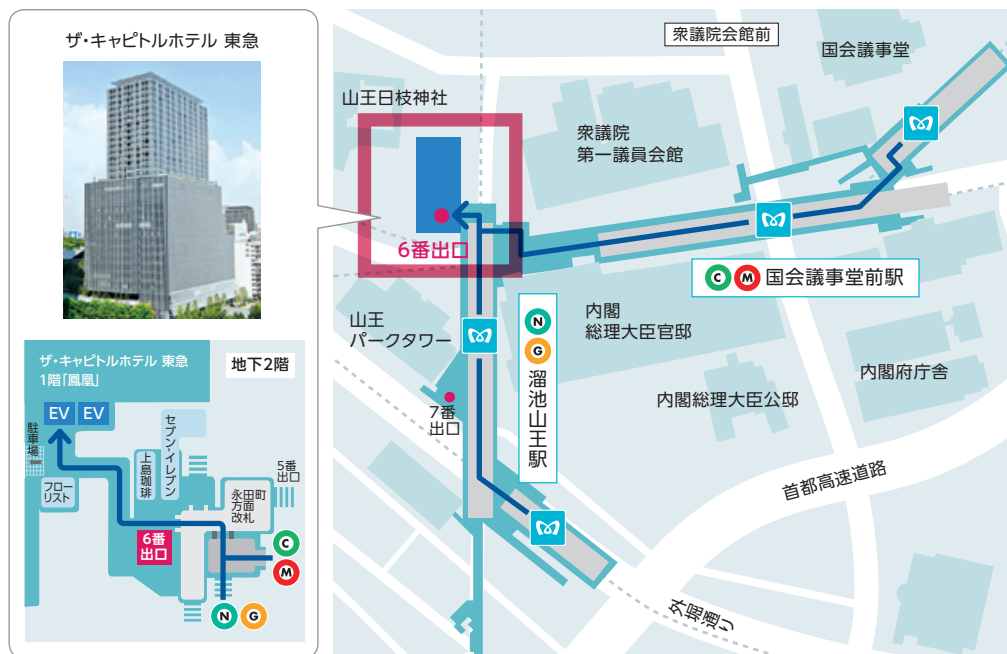 ザ・キャピトルホテル 東急
ザ・キャピトルホテル 東急
1階「鳳凰」
地下2階
EV
EV
駐車場
フロー
リスト
上島珈琲
セブン-イレブン
5番
出口
永田町
方面
改札
6番
出口
C
M
N
G
衆議院会館前
国会議事堂
山王日枝神社
衆議院
第一議員会館
6番出口
C M 国会議事堂前駅
山王
パークタワー
N
G
溜池山王駅
内閣
総理大臣官邸
内閣府庁舎
内閣総理大臣公邸
7番
出口
首都高速道路
外堀通り